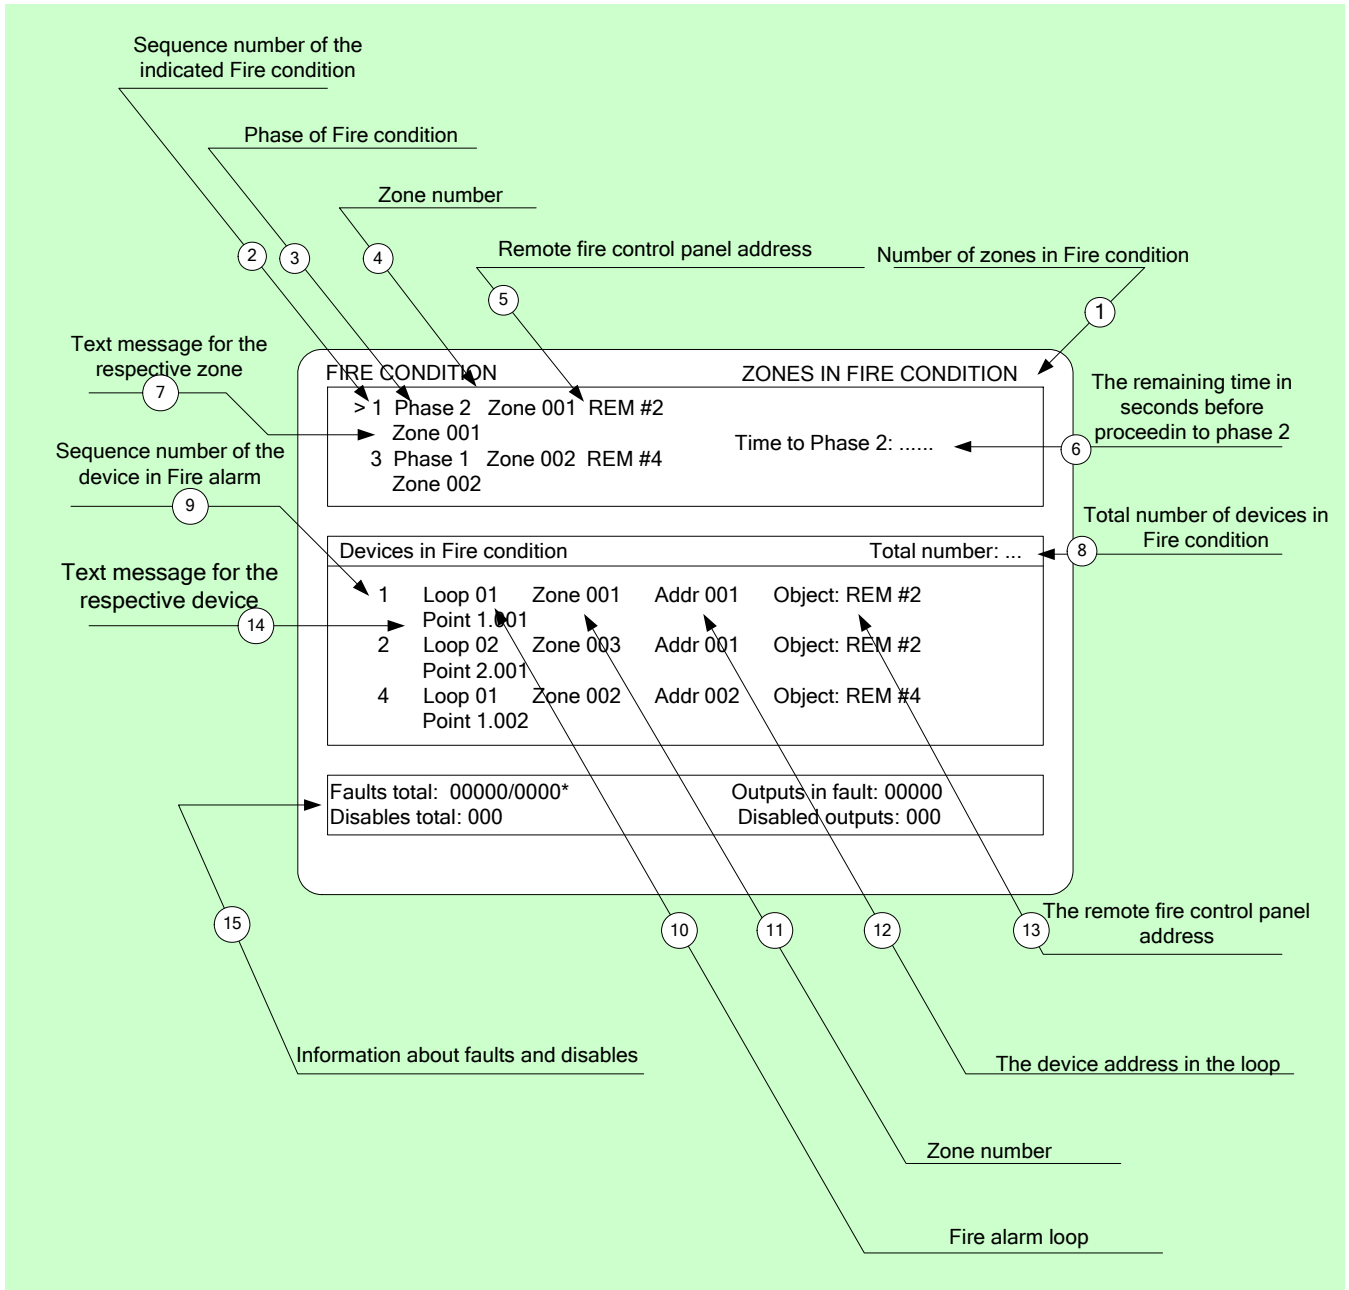 Sequence number of the
indicated Fire condition
Phase of Fire condition
Zone number
Remote fire control panel address
Number of zones in Fire condition
2
3
4
5
1
Text message for the
respective zone
7
FIRE CONDITION
ZONES IN FIRE CONDITION
> 1 Phase 2 Zone 001 REM #2
Zone 001
Time to Phase 2: ......
3 Phase 1 Zone 002 REM #4
Zone 002
The remaining time in
seconds before
proceedin to phase 2
6
Sequence number of the
device in Fire alarm
9
Total number of devices in
Fire condition
8
Devices in Fire condition
Total number: ...
Text message for the
respective device
14
1 Loop 01 Zone 001 Addr 001 Object: REM #2
Point 1.001
2 Loop 02 Zone 003 Addr 001 Object: REM #2
Point 2.001
4 Loop 01 Zone 002 Addr 002 Object: REM #4
Point 1.002
Faults total: 00000/0000*
Outputs in fault: 00000
Disables total: 000
Disabled outputs: 000
15
10
11
12
13
The remote fire control panel
address
Information about faults and disables
The device address in the loop
Zone number
Fire alarm loop